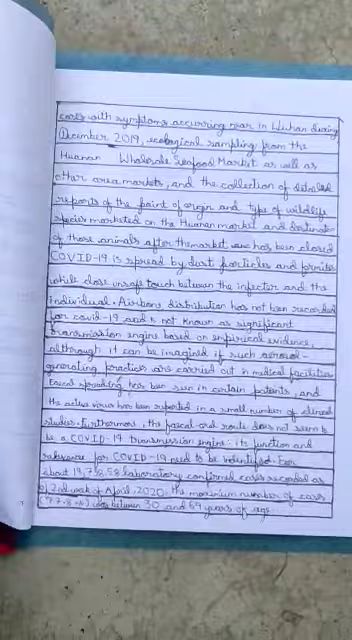 cases with symptoms occurring near in Wuhan during
December 2019, ecological sampling from the
Huanan Wholesale Seafood Market as well as
other area markets, and the collection of detailed
reports of the point of origin and type of wildlife
species marketed on the Huanan market and destination
of those animals after the market has been closed
COVID-19 is spread by dust particles and fomites
while close unsafe touch between the infecter and the
individual. Airborne distribution has not been recorded
for covid-19 and is not known as significant
transmission engine based on empirical evidence,
although it can be imagined if such aerosol-
generating practices are carried out in medical facilities
Faecal spreading has been seen in certain patients, and
the active virus has been reported in a small number of clinical
studies. Furthermore, the faecal-oral route does not seem to
be a COVID-19 transmission engine: its function and
relevance for COVID-19 need to be indentified. For
about 18,738,58 laboratory confirmed cases recorded as
of 2nd week of April, 2020. the maximum number of cases
(77.8%) was between 30 and 69 years of age